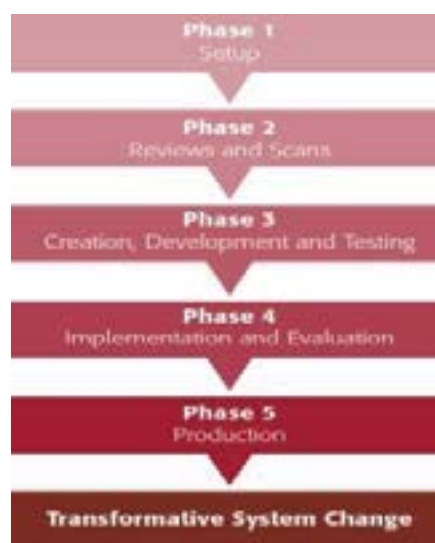 Phase 1
Setup
Phase 2
Reviews and Scans
Phase 3
Creation, Development and Testing
Phase 4
Implementation and Evaluation
Phase 5
Production
Transformative System Change